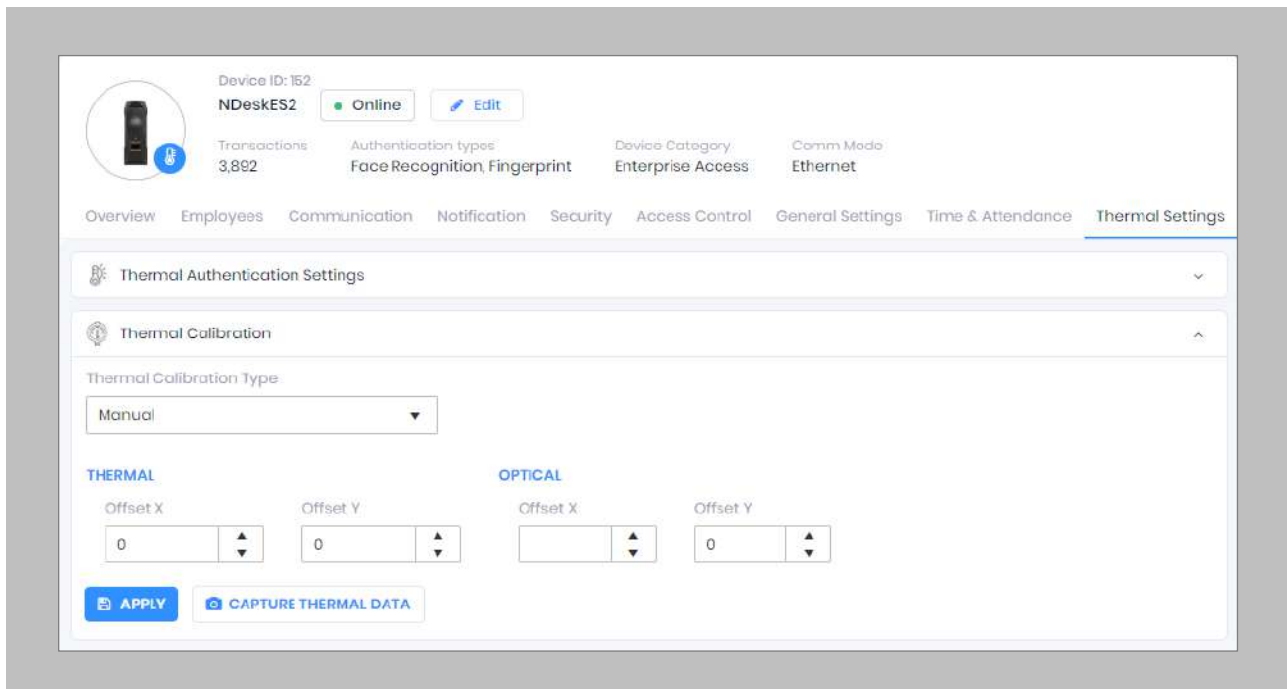 Device ID: 152
NDeskES2 Online Edit
Transactions Authentication types Device Category Comm Mode
3,892 Face Recognition, Fingerprint Enterprise Access Ethernet
Overview Employees Communication Notification Security Access Control General Settings Time & Attendance Thermal Settings
Thermal Authentication Settings
Thermal Calibration
Thermal Calibration Type
Manual
THERMAL OPTICAL
Offset X Offset Y Offset X Offset Y
0 0 0
APPLY CAPTURE THERMAL DATA